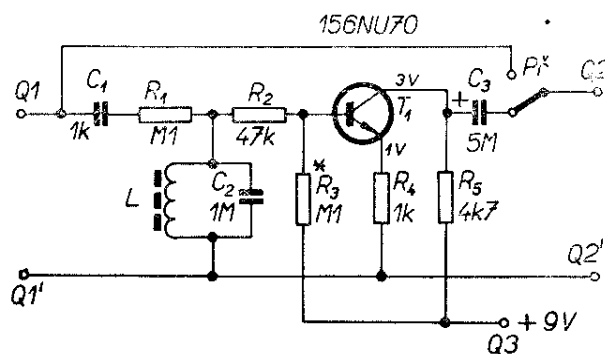 156NU70
Q1
C1
1k
R1
M1
R2
47k
3V
T1
1V
+
C3
5M
Pi*
Q2
L
C2
1M
*
R3
M1
R4
1k
R5
4k7
Q1'
Q2'
+9V
Q3